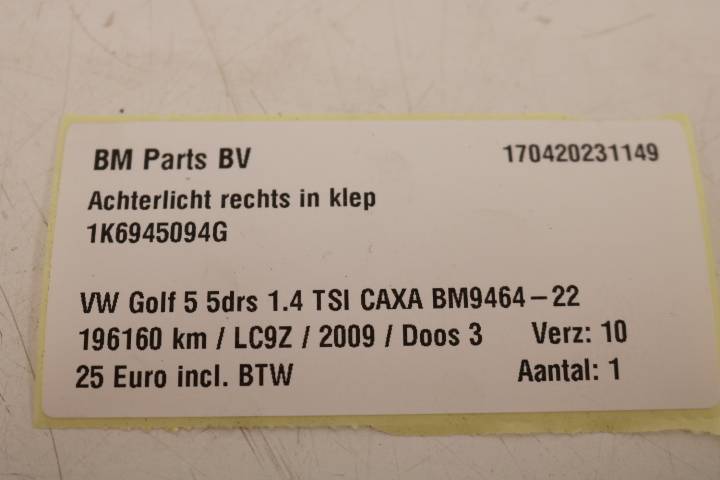 BM Parts BV 170420231149
Achterlicht rechts in klep
1K6945094G
VW Golf 5 5drs 1.4 TSI CAXA BM9464-22
196160 km / LC9Z / 2009 / Doos 3 Verz: 10
25 Euro incl. BTW Aantal: 1